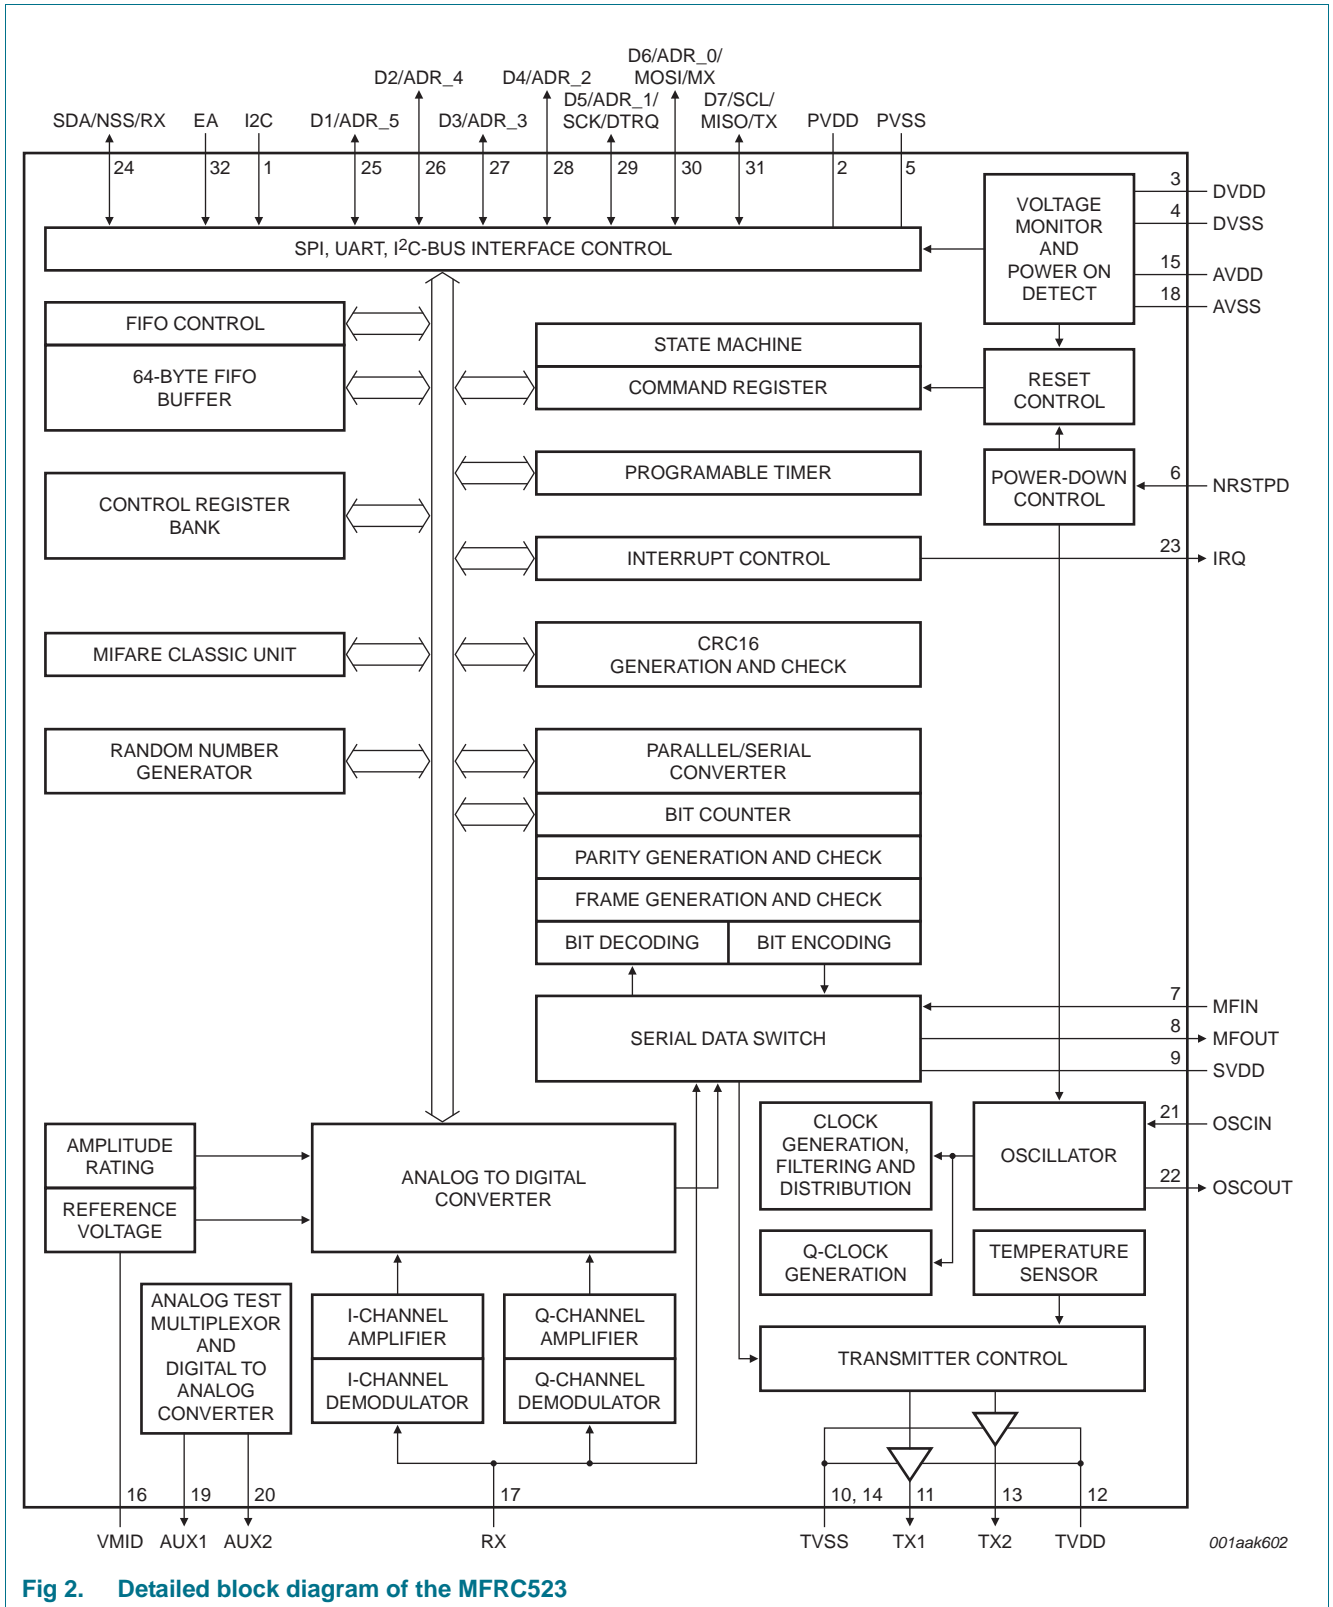 D6/ADR_0/
D2/ADR_4 D4/ADR_2 MOSI/MX
D5/ADR_1/ D7/SCL/
SDA/NSS/RX EA I2C D1/ADR_5 D3/ADR_3 SCK/DTRQ MISO/TX PVDD PVSS
24 32 1 25 26 27 28 29 30 31 2 5
SPI, UART, I2C-BUS INTERFACE CONTROL
VOLTAGE
MONITOR
AND
POWER ON
DETECT
3 DVDD
4 DVSS
15 AVDD
18 AVSS
FIFO CONTROL
64-BYTE FIFO
BUFFER
STATE MACHINE
COMMAND REGISTER
RESET
CONTROL
CONTROL REGISTER
BANK
PROGRAMABLE TIMER
POWER-DOWN
CONTROL
6 NRSTPD
INTERRUPT CONTROL
23 IRQ
MIFARE CLASSIC UNIT
CRC16
GENERATION AND CHECK
RANDOM NUMBER
GENERATOR
PARALLEL/SERIAL
CONVERTER
BIT COUNTER
PARITY GENERATION AND CHECK
FRAME GENERATION AND CHECK
BIT DECODING BIT ENCODING
SERIAL DATA SWITCH
7 MFIN
8 MFOUT
9 SVDD
AMPLITUDE
RATING
REFERENCE
VOLTAGE
ANALOG TO DIGITAL
CONVERTER
CLOCK
GENERATION,
FILTERING AND
DISTRIBUTION
OSCILLATOR
21 OSCIN
22 OSCOUT
Q-CLOCK
GENERATION
TEMPERATURE
SENSOR
ANALOG TEST
MULTIPLEXOR
AND
DIGITAL TO
ANALOG
CONVERTER
I-CHANNEL
AMPLIFIER
I-CHANNEL
DEMODULATOR
Q-CHANNEL
AMPLIFIER
Q-CHANNEL
DEMODULATOR
TRANSMITTER CONTROL
16 19 20 17 10, 14 11 13 12
VMID AUX1 AUX2 RX TVSS TX1 TX2 TVDD
001aak602
Fig 2. Detailed block diagram of the MFRC523